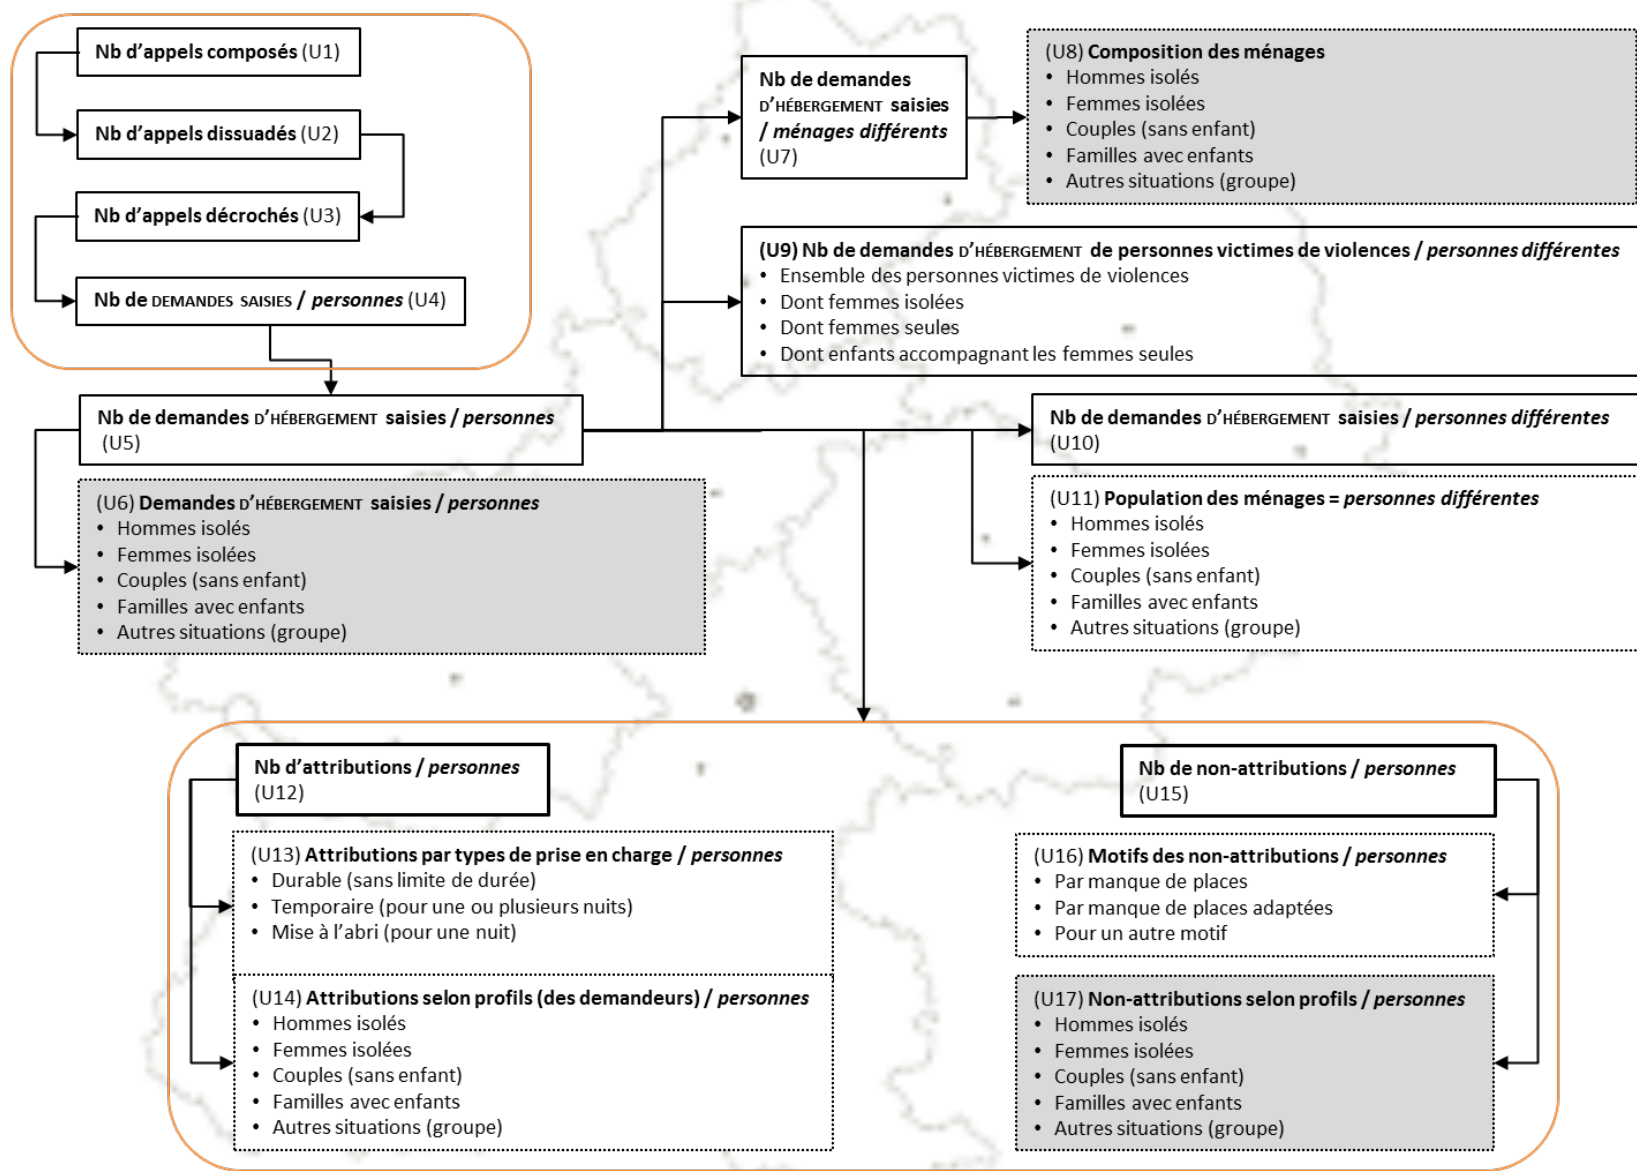 Nb d'appels composés (U1)
Nb d'appels dissuadés (U2)
Nb d'appels décrochés (U3)
Nb de DEMANDES SAISIES / personnes (U4)
Nb de demandes D'HÉBERGEMENT saisies / personnes
(U5)
(U6) Demandes D'HÉBERGEMENT saisies / personnes
• Hommes isolés
• Femmes isolées
• Couples (sans enfant)
• Familles avec enfants
• Autres situations (groupe)
Nb de demandes
D'HÉBERGEMENT saisies
/ ménages différents
(U7)
(U8) Composition des ménages
• Hommes isolés
• Femmes isolées
• Couples (sans enfant)
• Familles avec enfants
• Autres situations (groupe)
(U9) Nb de demandes D'HÉBERGEMENT de personnes victimes de violences / personnes différentes
• Ensemble des personnes victimes de violences
• Dont femmes isolées
• Dont femmes seules
• Dont enfants accompagnant les femmes seules
Nb de demandes D'HÉBERGEMENT saisies / personnes différentes
(U10)
(U11) Population des ménages = personnes différentes
• Hommes isolés
• Femmes isolées
• Couples (sans enfant)
• Familles avec enfants
• Autres situations (groupe)
Nb d'attributions / personnes
(U12)
(U13) Attributions par types de prise en charge / personnes
• Durable (sans limite de durée)
• Temporaire (pour une ou plusieurs nuits)
• Mise à l'abri (pour une nuit)
(U14) Attributions selon profils (des demandeurs) / personnes
• Hommes isolés
• Femmes isolées
• Couples (sans enfant)
• Familles avec enfants
• Autres situations (groupe)
Nb de non-attributions / personnes
(U15)
(U16) Motifs des non-attributions / personnes
• Par manque de places
• Par manque de places adaptées
• Pour un autre motif
(U17) Non-attributions selon profils / personnes
• Hommes isolés
• Femmes isolées
• Couples (sans enfant)
• Familles avec enfants
• Autres situations (groupe)